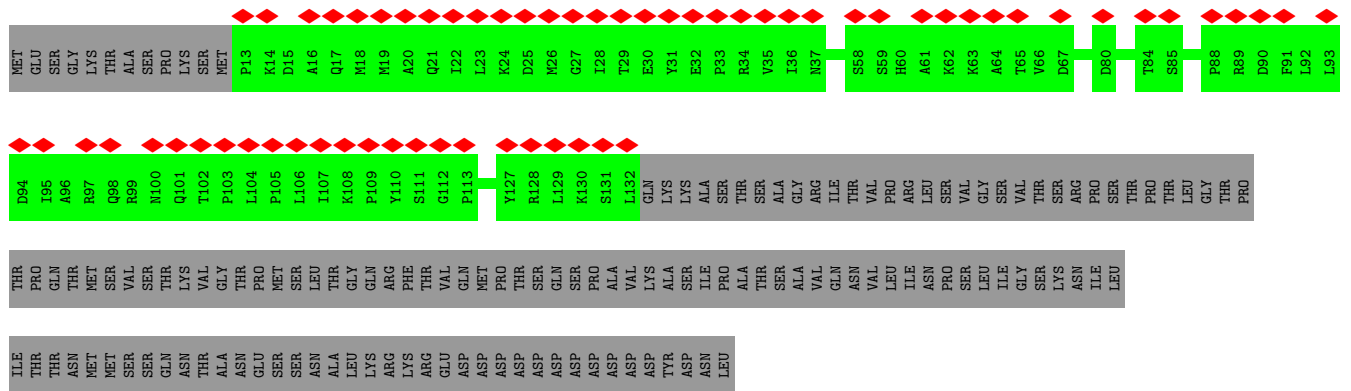 MET GLU SER GLY LYS THR ALA SER PRO LYS SER MET P13 K14 D15 A16 Q17 M18 M19 A20 Q21 I22 L23 K24 D25 M26 G27 I28 T29 E30 Y31 E32 P33 R34 V35 I36 N37 S58 S59 H60 A61 K62 K63 A64 T65 V66 D67 D80 T84 S85 P88 R89 D90 F91 L92 L93
D94 I95 A96 R97 Q98 R99 N100 Q101 T102 P103 L104 P105 L106 I107 K108 P109 Y110 S111 G112 P113 Y127 R128 L129 K130 S131 L132 GLN LYS LYS ALA SER THR SER ALA GLY ARG ILE THR VAL PRO ARG LEU SER VAL GLY SER VAL THR SER ARG PRO SER THR PRO THR LEU GLY THR PRO
THR PRO GLN THR MET SER VAL SER THR LYS VAL GLY THR PRO MET SER LEU THR GLY GLN ARG PHE THR VAL GLN MET PRO THR SER GLN SER PRO ALA VAL LYS ALA SER ILE PRO ALA THR SER ALA VAL GLN ASN VAL LEU ILE ASN PRO SER LEU ILE GLY SER LYS ASN ILE LEU
ILE THR THR ASN MET MET SER SER GLN ASN THR ALA ASN GLU SER SER ASN ALA LEU LYS ARG LYS ARG GLU ASP ASP ASP ASP ASP ASP ASP ASP ASP ASP TYR ASP ASN LEU